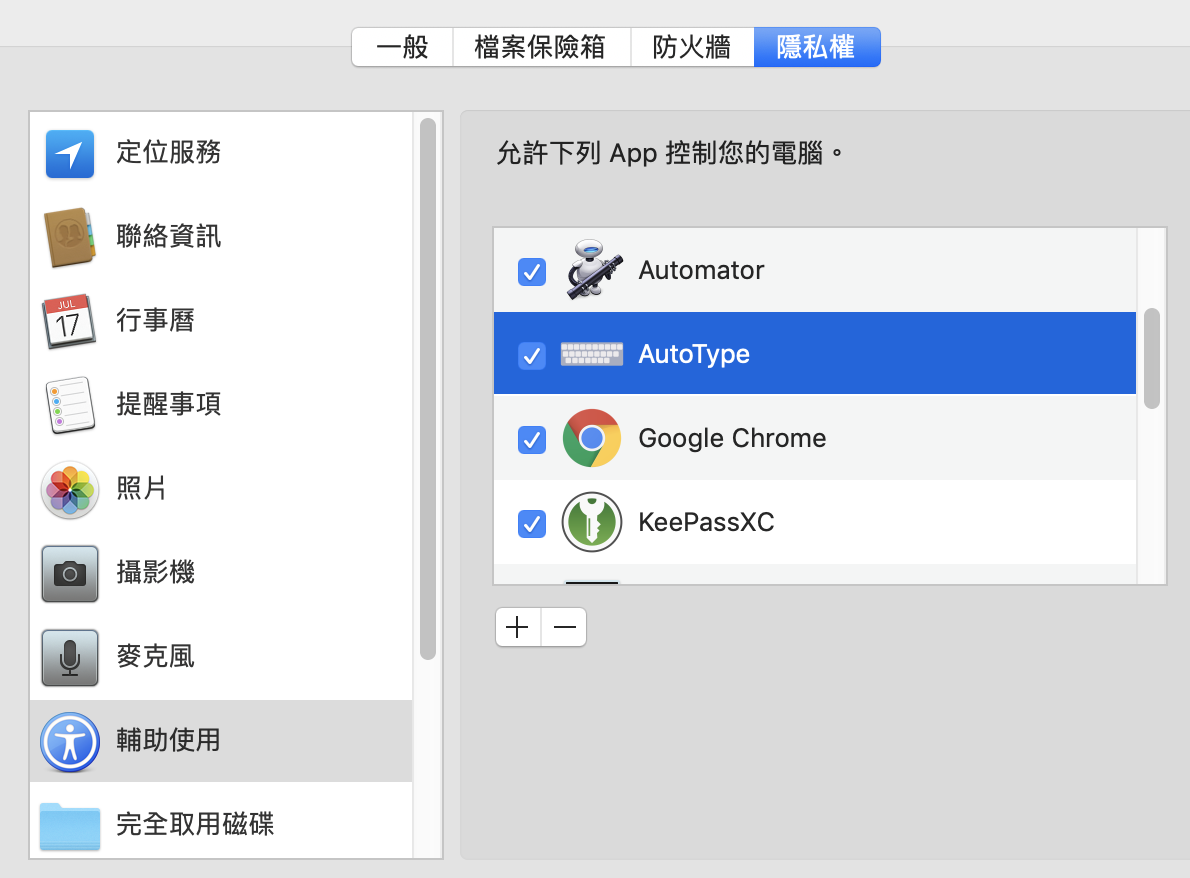 一般 檔案保險箱 防火牆 隱私權
定位服務
聯絡資訊
JUL
17
行事曆
提醒事項
照片
攝影機
麥克風
輔助使用
完全取用磁碟
允許下列 App 控制您的電腦。
Automator
AutoType
Google Chrome
KeePassXC